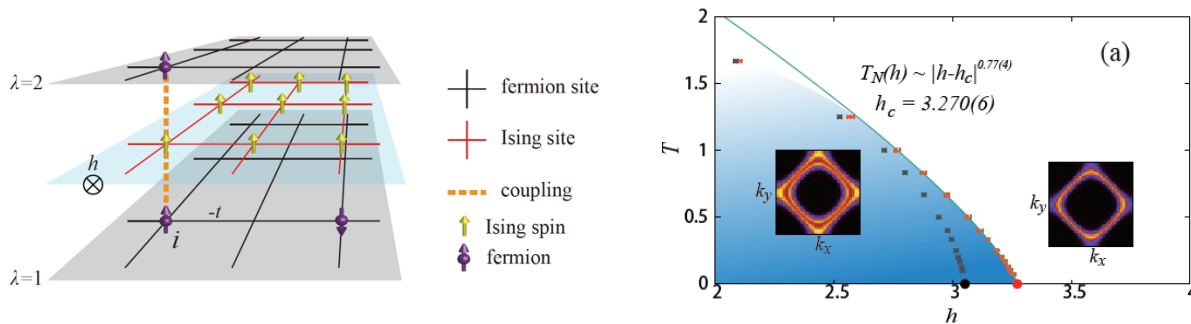 λ=2
h
-t
i
λ=1
fermion site
Ising site
coupling
Ising spin
fermion
(a)
T_N(h) ~ |h-h_c|^0.77(4)
h_c = 3.270(6)
T
2
1.5
1
0.5
0
k_y
k_x
k_y
k_x
2
2.5
3
3.5
4
h